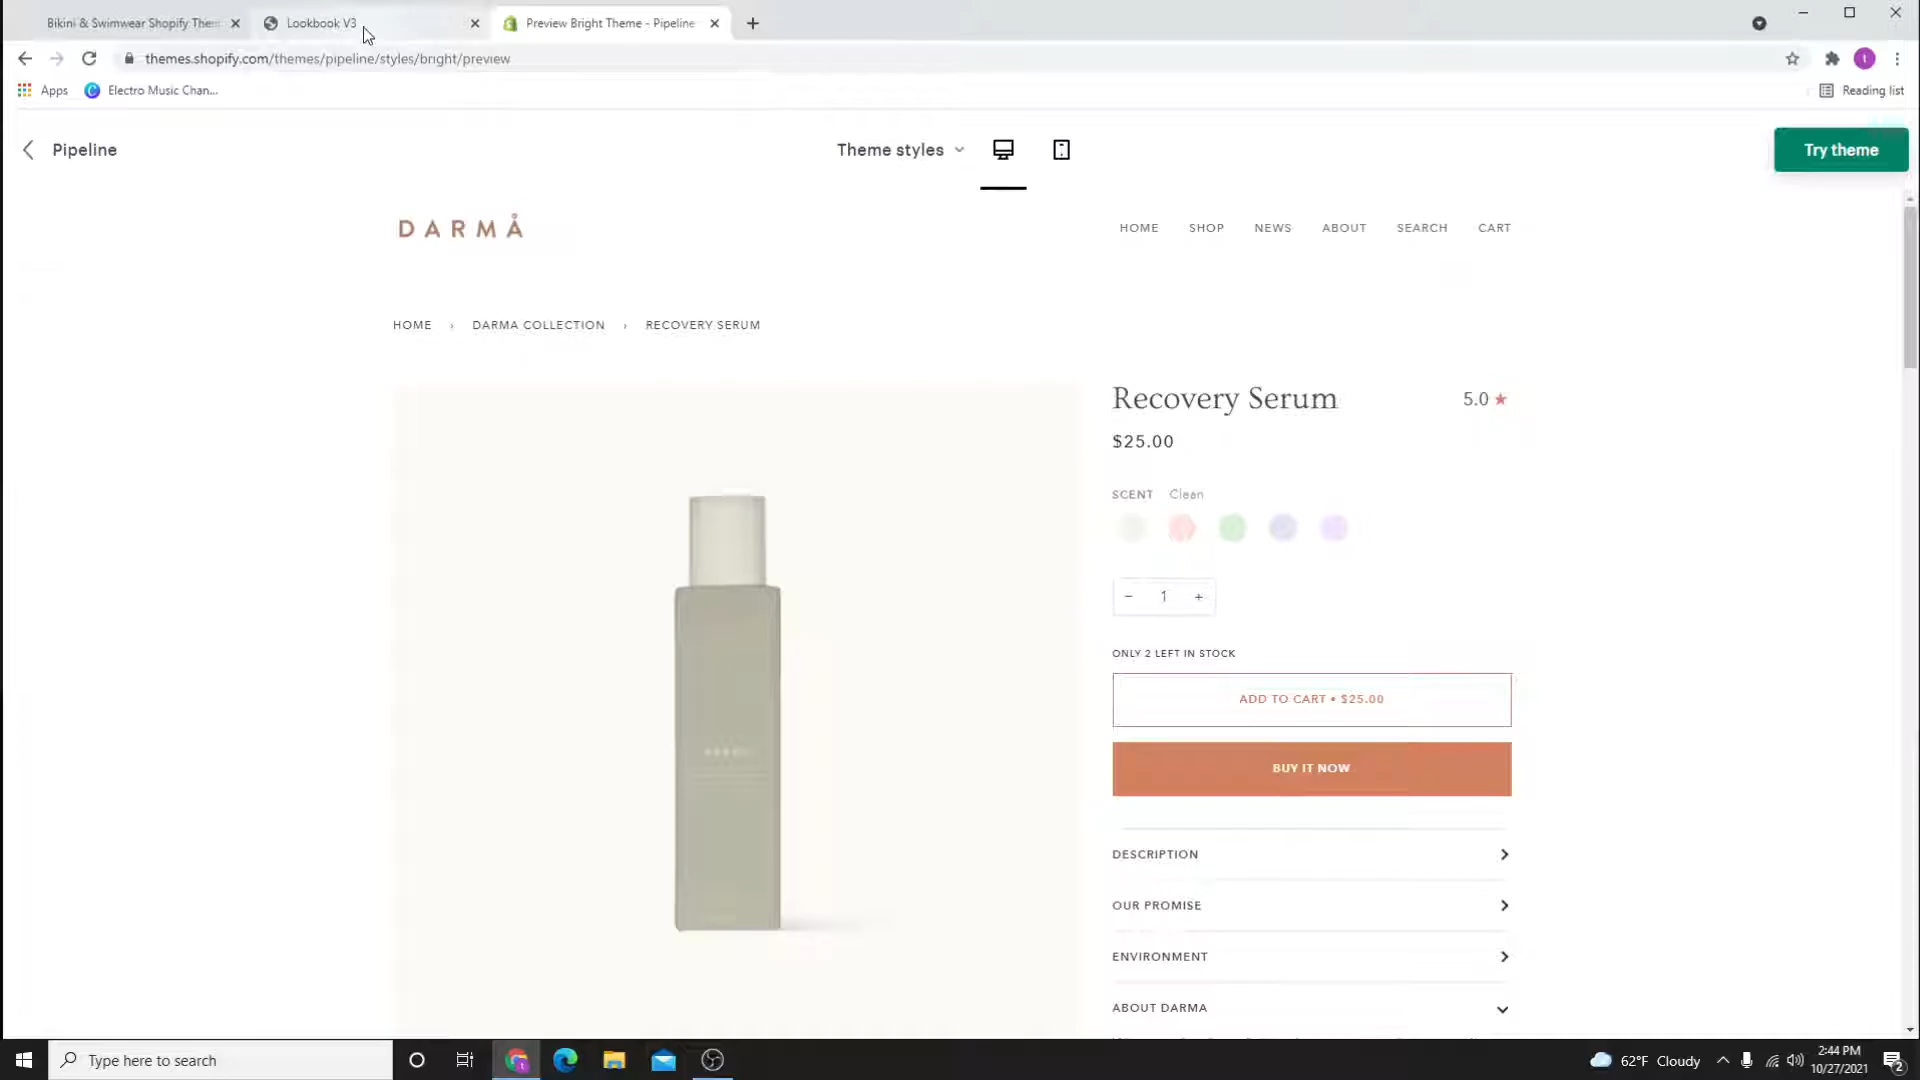 Bikini & Swimwear Shopify Them
Lookbook V3
Preview Bright Theme - Pipeline
themes.shopify.com/themes/pipeline/styles/bright/preview
t
Apps
Electro Music Chan...
Reading list
Pipeline
Theme styles
Try theme
DARMÅ
HOME SHOP NEWS ABOUT SEARCH CART
HOME › DARMA COLLECTION › RECOVERY SERUM
Recovery Serum
5.0 ★
$25.00
SCENT Clean
− 1 +
ONLY 2 LEFT IN STOCK
ADD TO CART • $25.00
BUY IT NOW
DESCRIPTION
OUR PROMISE
ENVIRONMENT
ABOUT DARMA
Type here to search
62°F Cloudy
2:44 PM
10/27/2021
2